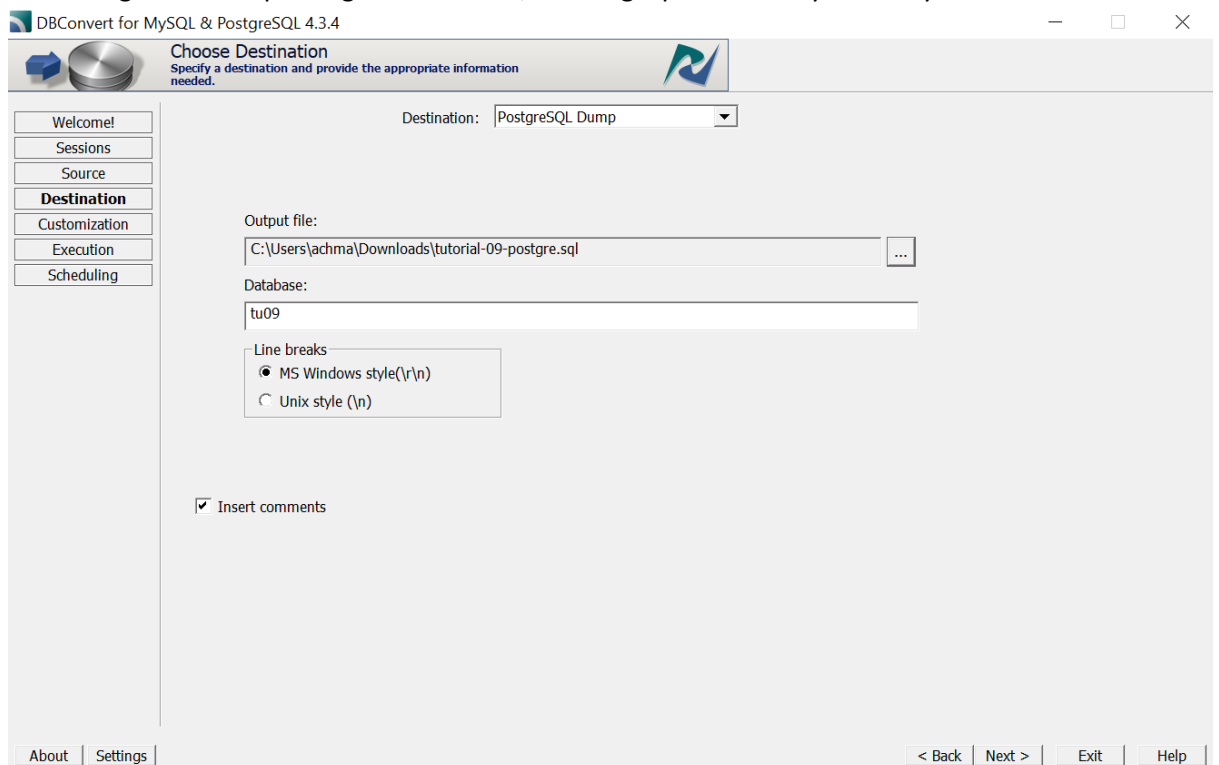 DBConvert for MySQL & PostgreSQL 4.3.4
Choose Destination
Specify a destination and provide the appropriate information
needed.
Welcome!
Sessions
Source
Destination
Customization
Execution
Scheduling
Destination: PostgreSQL Dump
Output file:
C:\Users\achma\Downloads\tutorial-09-postgre.sql
...
Database:
tu09
Line breaks
MS Windows style(\r\n)
Unix style (\n)
Insert comments
About Settings < Back Next > Exit Help